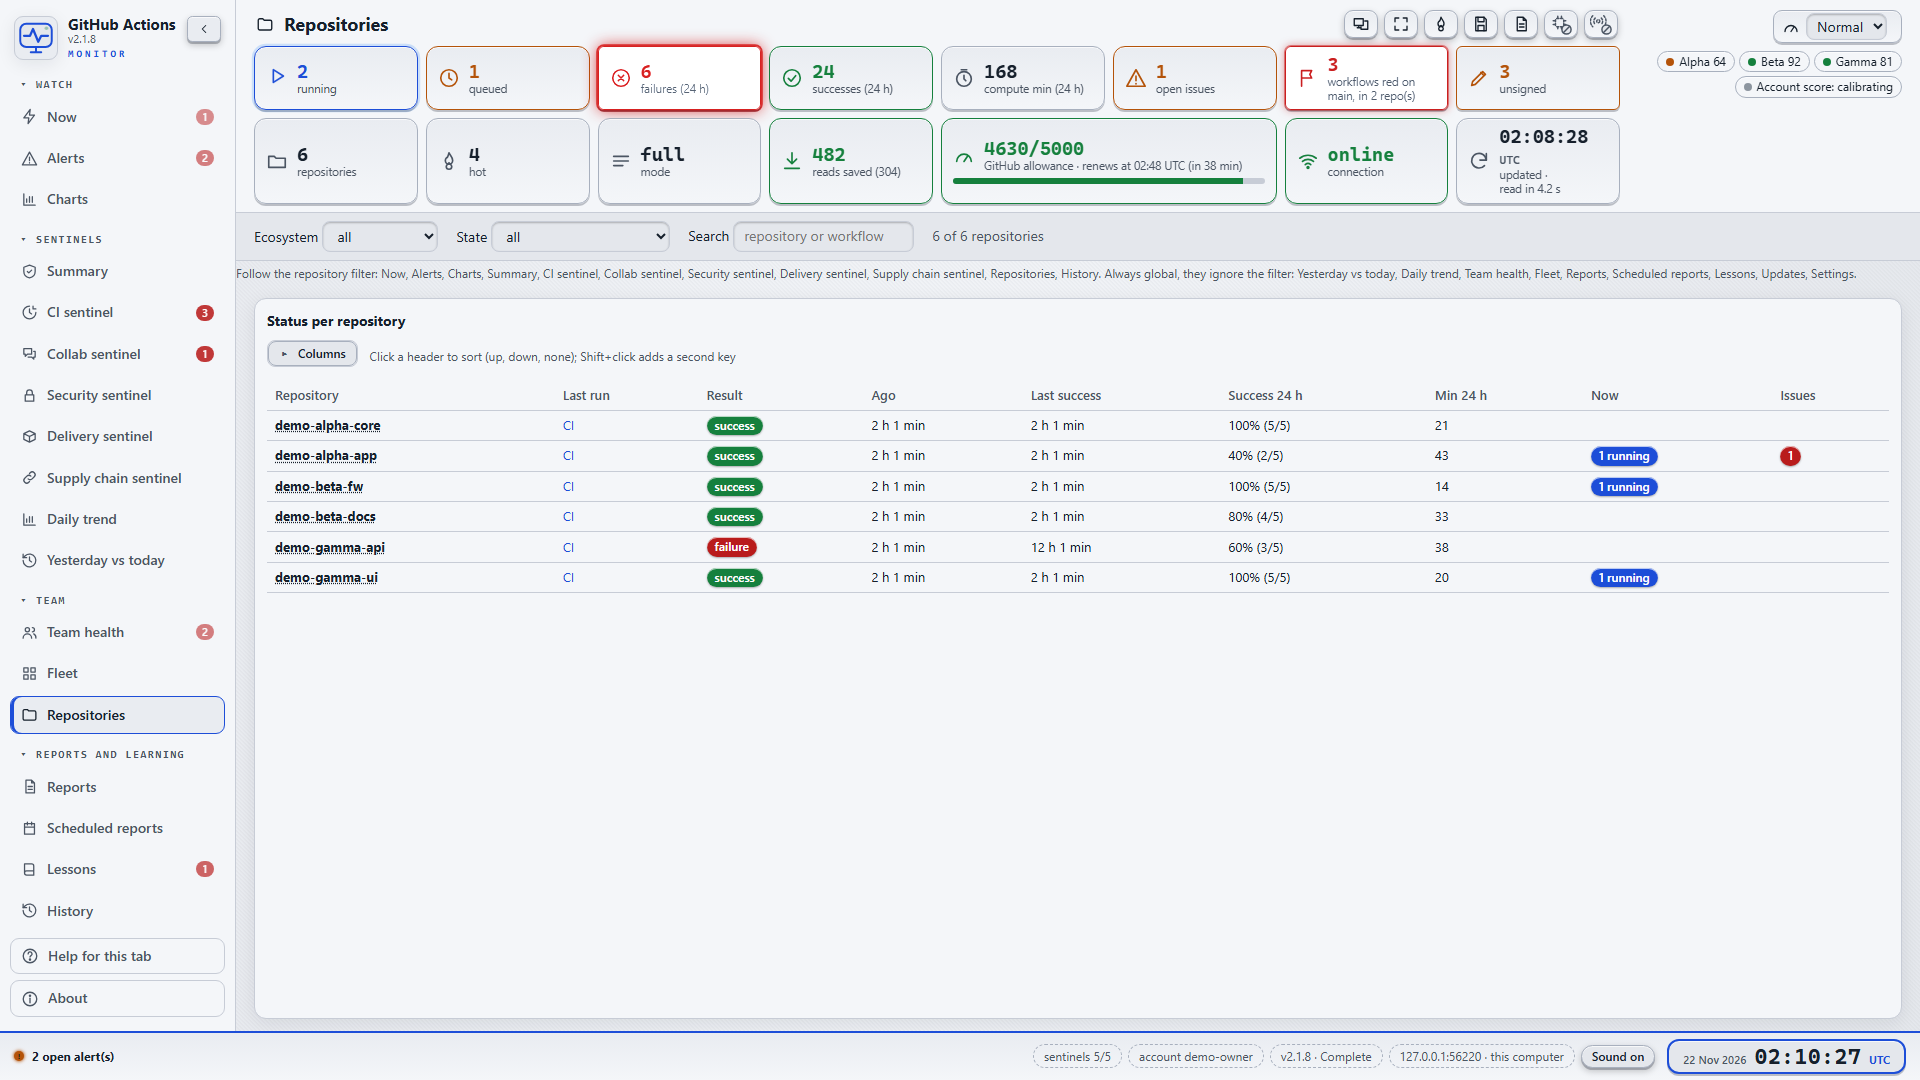 GitHub Actions
v2.1.8
MONITOR
WATCH
Now 1
Alerts 2
Charts
SENTINELS
Summary
CI sentinel 3
Collab sentinel 1
Security sentinel
Delivery sentinel
Supply chain sentinel
Daily trend
Yesterday vs today
TEAM
Team health 2
Fleet
Repositories
REPORTS AND LEARNING
Reports
Scheduled reports
Lessons 1
History
Help for this tab
About
Repositories
Normal
Alpha 64 Beta 92 Gamma 81
Account score: calibrating
2
running
1
queued
6
failures (24 h)
24
successes (24 h)
168
compute min (24 h)
1
open issues
3
workflows red on
main, in 2 repo(s)
3
unsigned
6
repositories
4
hot
full
mode
482
reads saved (304)
4630/5000
GitHub allowance · renews at 02:48 UTC (in 38 min)
online
connection
02:08:28
UTC
updated ·
read in 4.2 s
Ecosystem all State all Search repository or workflow 6 of 6 repositories
Follow the repository filter: Now, Alerts, Charts, Summary, CI sentinel, Collab sentinel, Security sentinel, Delivery sentinel, Supply chain sentinel, Repositories, History. Always global, they ignore the filter: Yesterday vs today, Daily trend, Team health, Fleet, Reports, Scheduled reports, Lessons, Updates, Settings.
Status per repository
Columns Click a header to sort (up, down, none); Shift+click adds a second key
Repository Last run Result Ago Last success Success 24 h Min 24 h Now Issues
demo-alpha-core CI success 2 h 1 min 2 h 1 min 100% (5/5) 21
demo-alpha-app CI success 2 h 1 min 2 h 1 min 40% (2/5) 43 1 running 1
demo-beta-fw CI success 2 h 1 min 2 h 1 min 100% (5/5) 14 1 running
demo-beta-docs CI success 2 h 1 min 2 h 1 min 80% (4/5) 33
demo-gamma-api CI failure 2 h 1 min 12 h 1 min 60% (3/5) 38
demo-gamma-ui CI success 2 h 1 min 2 h 1 min 100% (5/5) 20 1 running
2 open alert(s)
sentinels 5/5 account demo-owner v2.1.8 · Complete 127.0.0.1:56220 · this computer Sound on 22 Nov 2026 02:10:27 UTC